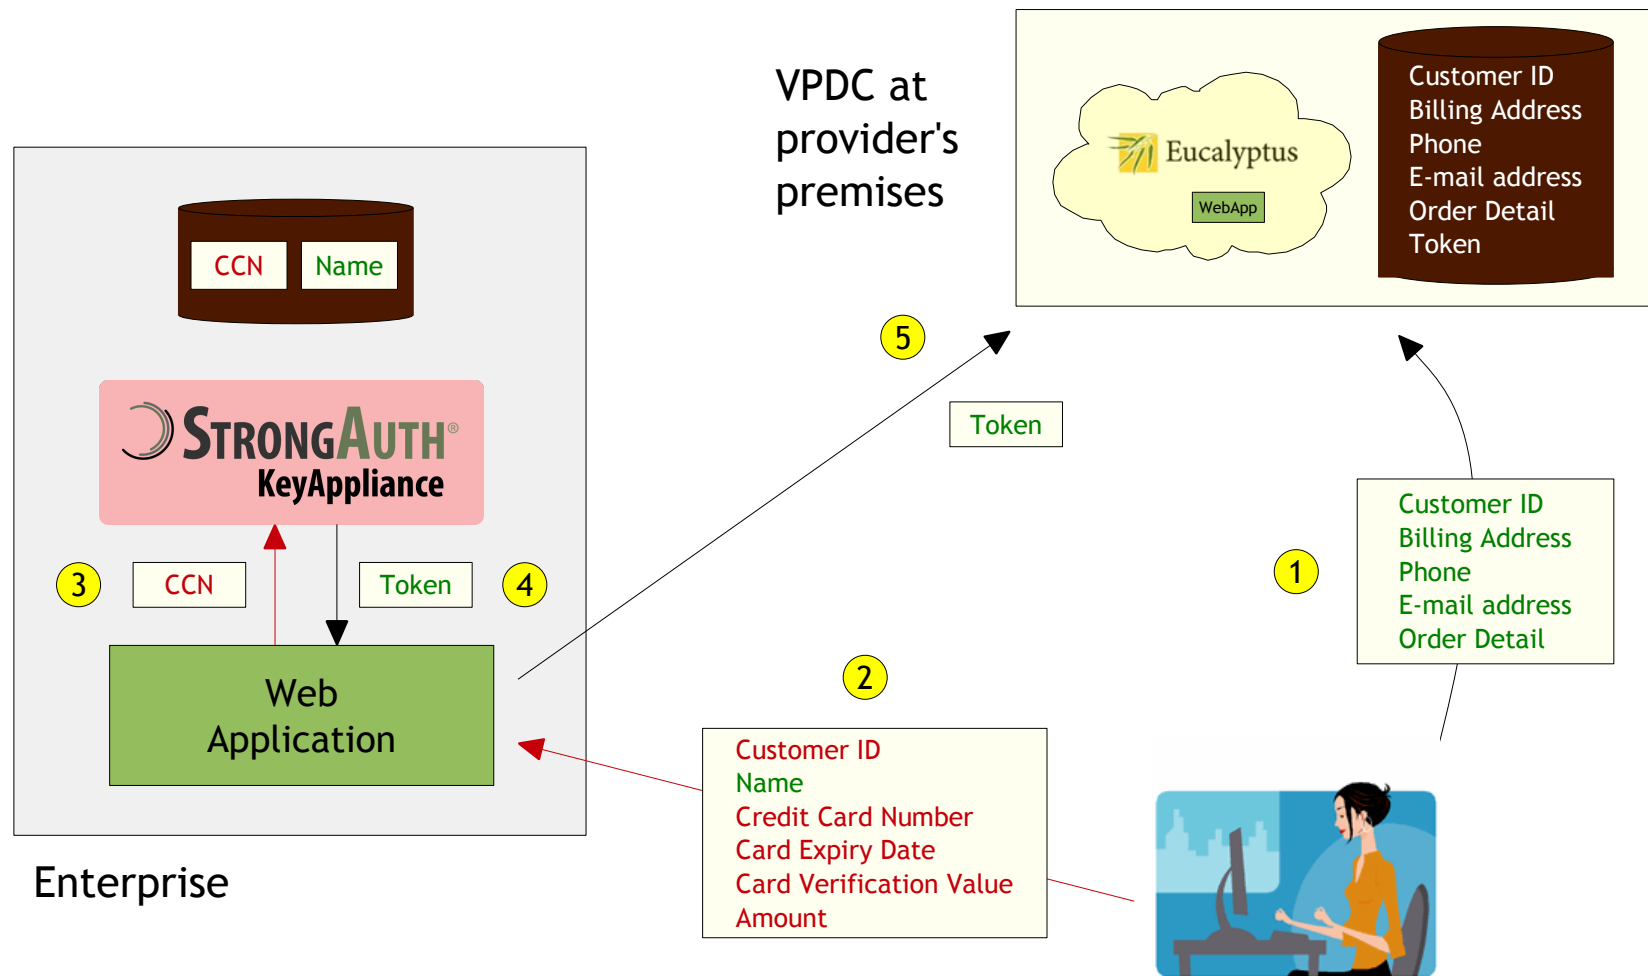 VPDC at
provider's
premises
Eucalyptus
WebApp
Customer ID
Billing Address
Phone
E-mail address
Order Detail
Token
CCN
Name
STRONGAUTH®
KeyAppliance
3
CCN
Token
4
Web
Application
Enterprise
5
Token
1
Customer ID
Billing Address
Phone
E-mail address
Order Detail
2
Customer ID
Name
Credit Card Number
Card Expiry Date
Card Verification Value
Amount